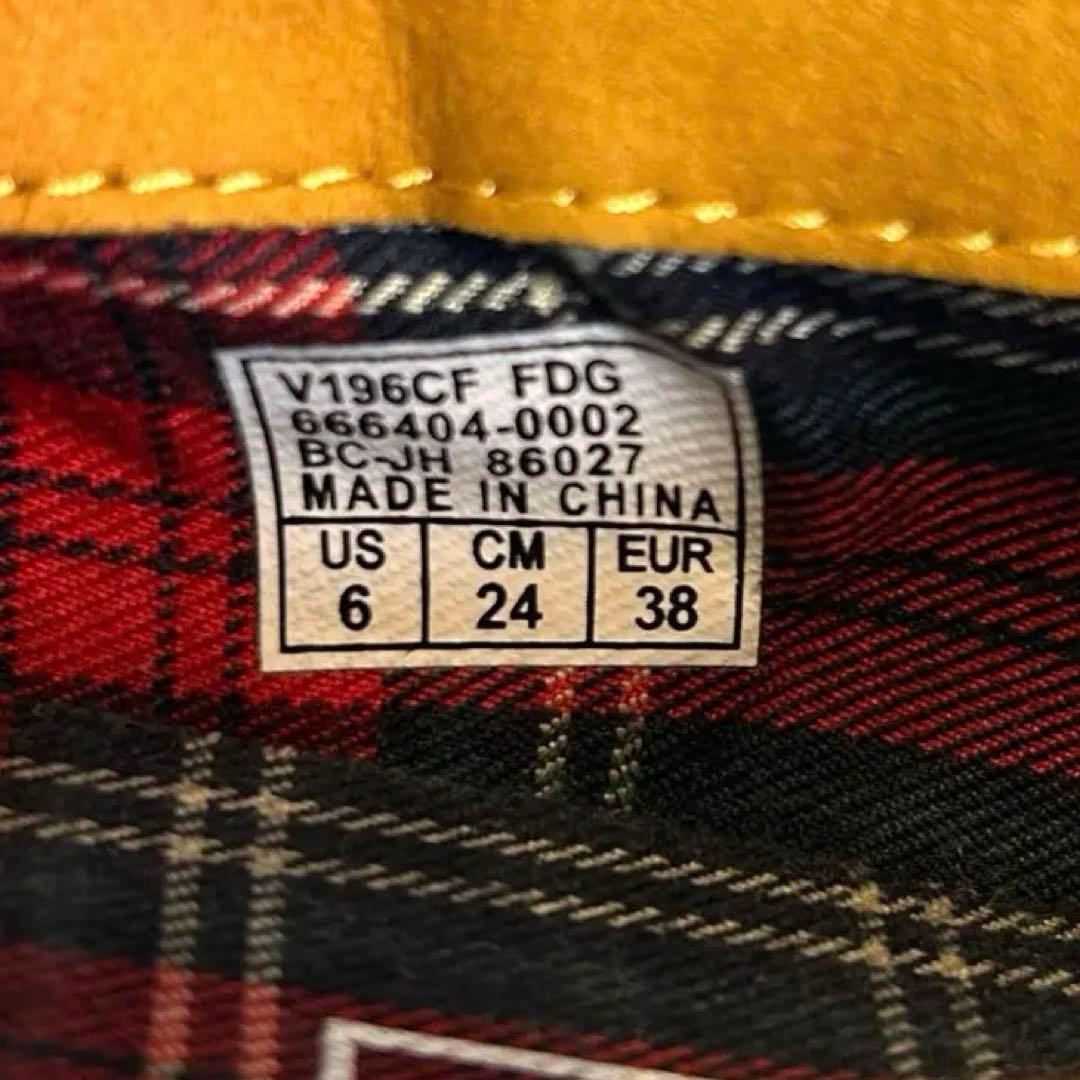 V196CF FDG
666404-0002
BC-JH 86027
MADE IN CHINA
US CM EUR
6 24 38